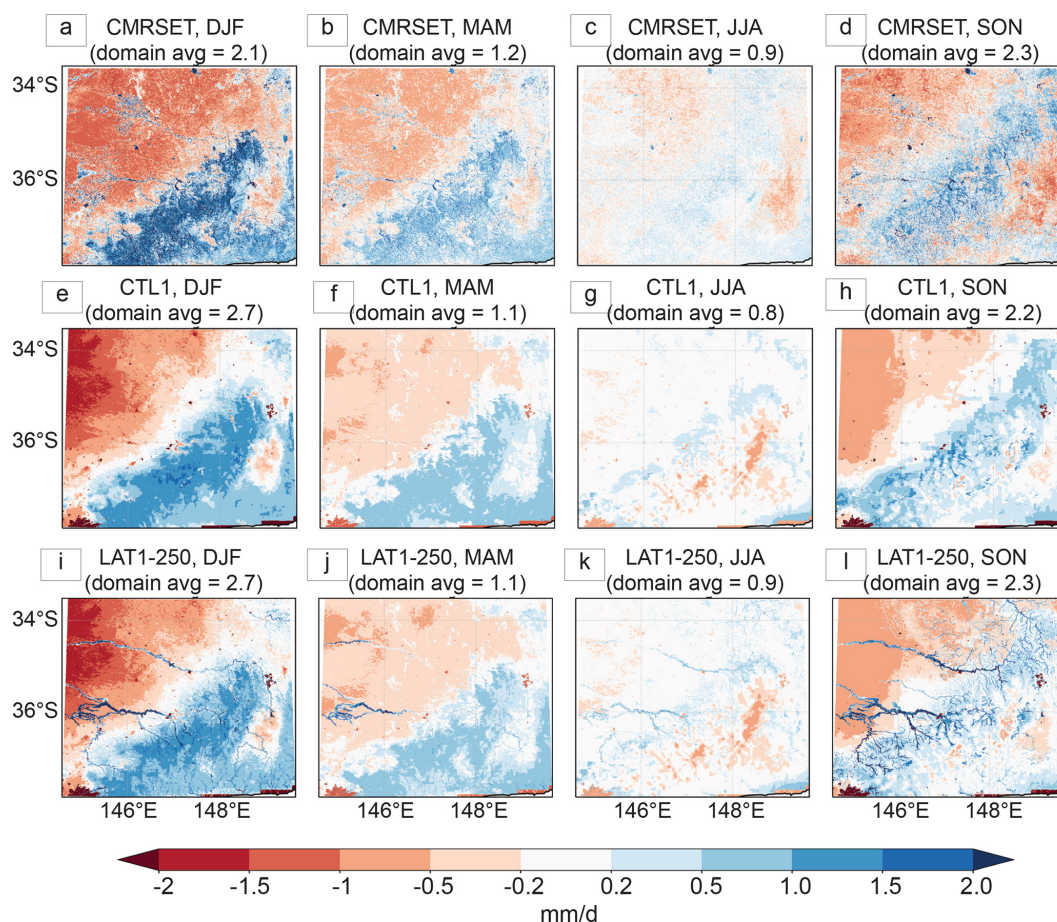 a
CMRSET, DJF
(domain avg = 2.1)
b
CMRSET, MAM
(domain avg = 1.2)
c
CMRSET, JJA
(domain avg = 0.9)
d
CMRSET, SON
(domain avg = 2.3)
34°S
36°S
e
CTL1, DJF
(domain avg = 2.7)
f
CTL1, MAM
(domain avg = 1.1)
g
CTL1, JJA
(domain avg = 0.8)
h
CTL1, SON
(domain avg = 2.2)
34°S
36°S
i
LAT1-250, DJF
(domain avg = 2.7)
j
LAT1-250, MAM
(domain avg = 1.1)
k
LAT1-250, JJA
(domain avg = 0.9)
l
LAT1-250, SON
(domain avg = 2.3)
34°S
36°S
146°E 148°E 146°E 148°E 146°E 148°E 146°E 148°E
-2 -1.5 -1 -0.5 -0.2 0.2 0.5 1.0 1.5 2.0
mm/d